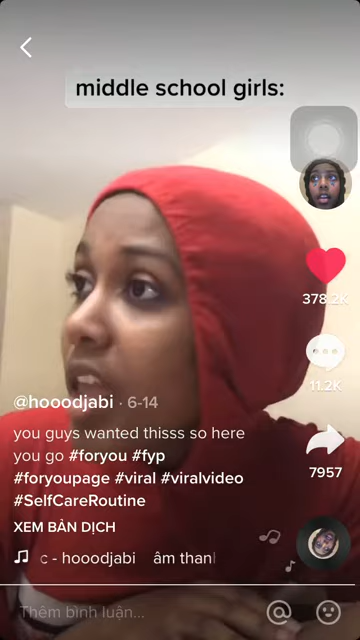 middle school girls:
378.2K
11.2K
@hooodjabi · 6-14
you guys wanted thisss so here
you go #foryou #fyp
#foryoupage #viral #viralvideo
#SelfCareRoutine
7957
XEM BẢN DỊCH
c - hooodjabi âm than
Thêm bình luận...